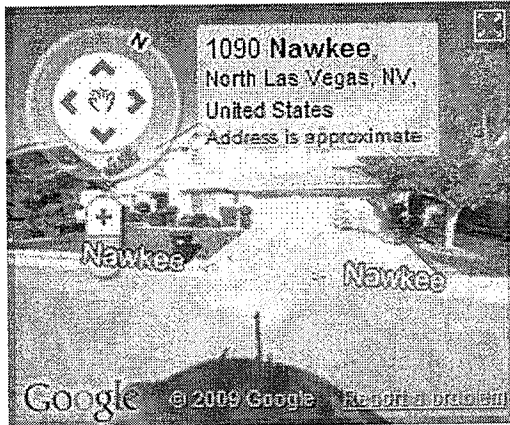 N
1090 Nawkee,
North Las Vegas, NV,
United States
Address is approximate
Nawkee
Nawkee
Google © 2009 Google Report a problem